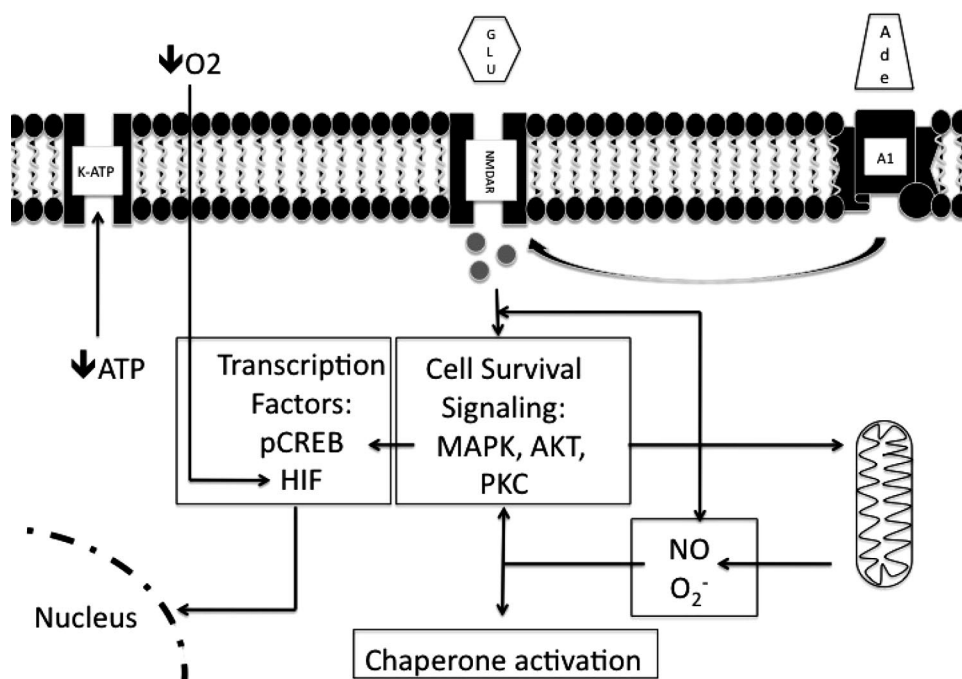 ↓O2
G
L
U
A
d
e
K-ATP
NMDAR
A1
↓ATP
Transcription
Factors:
pCREB
HIF
Cell Survival
Signaling:
MAPK, AKT,
PKC
NO
O₂⁻
Nucleus
Chaperone activation